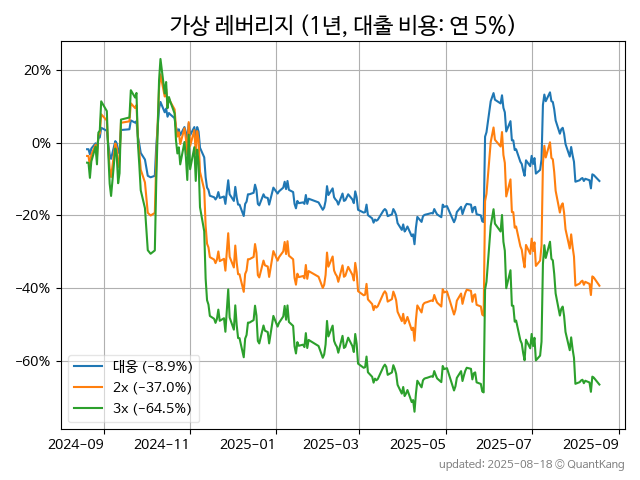 가상 레버리지 (1년, 대출 비용: 연 5%)
20%
0%
−20%
−40%
−60%
대웅 (−8.9%)
2x (−37.0%)
3x (−64.5%)
2024-09 2024-11 2025-01 2025-03 2025-05 2025-07 2025-09
updated: 2025-08-18 © QuantKang